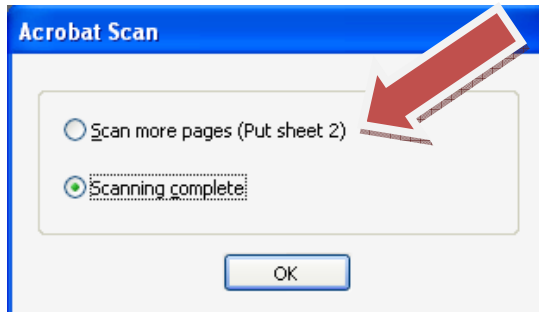 Acrobat Scan
Scan more pages (Put sheet 2)
Scanning complete
OK